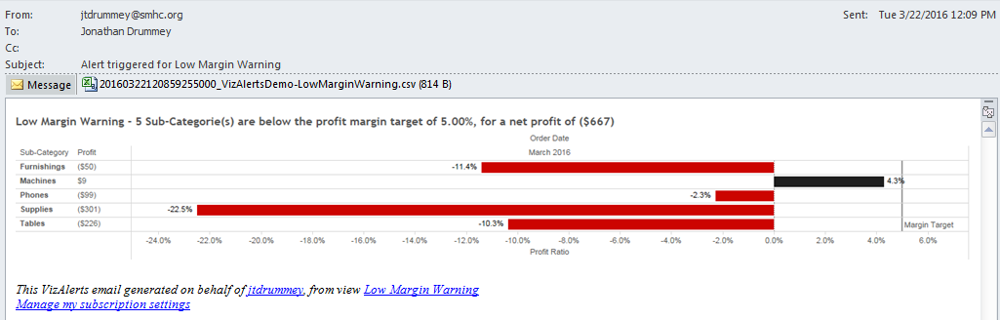 From: jtdrummey@smhc.org Sent: Tue 3/22/2016 12:09 PM
To: Jonathan Drummey
Cc:
Subject: Alert triggered for Low Margin Warning
Message 20160322120859255000_VizAlertsDemo-LowMarginWarning.csv (814 B)
Low Margin Warning - 5 Sub-Categorie(s) are below the profit margin target of 5.00%, for a net profit of ($667)
Order Date
Sub-Category Profit March 2016
Furnishings ($50) -11.4%
Machines $9 4.3%
Phones ($99) -2.3%
Supplies ($301) -22.5%
Tables ($226) -10.3% Margin Target
-24.0% -22.0% -20.0% -18.0% -16.0% -14.0% -12.0% -10.0% -8.0% -6.0% -4.0% -2.0% 0.0% 2.0% 4.0% 6.0%
Profit Ratio
This VizAlerts email generated on behalf of jtdrummey, from view Low Margin Warning
Manage my subscription settings